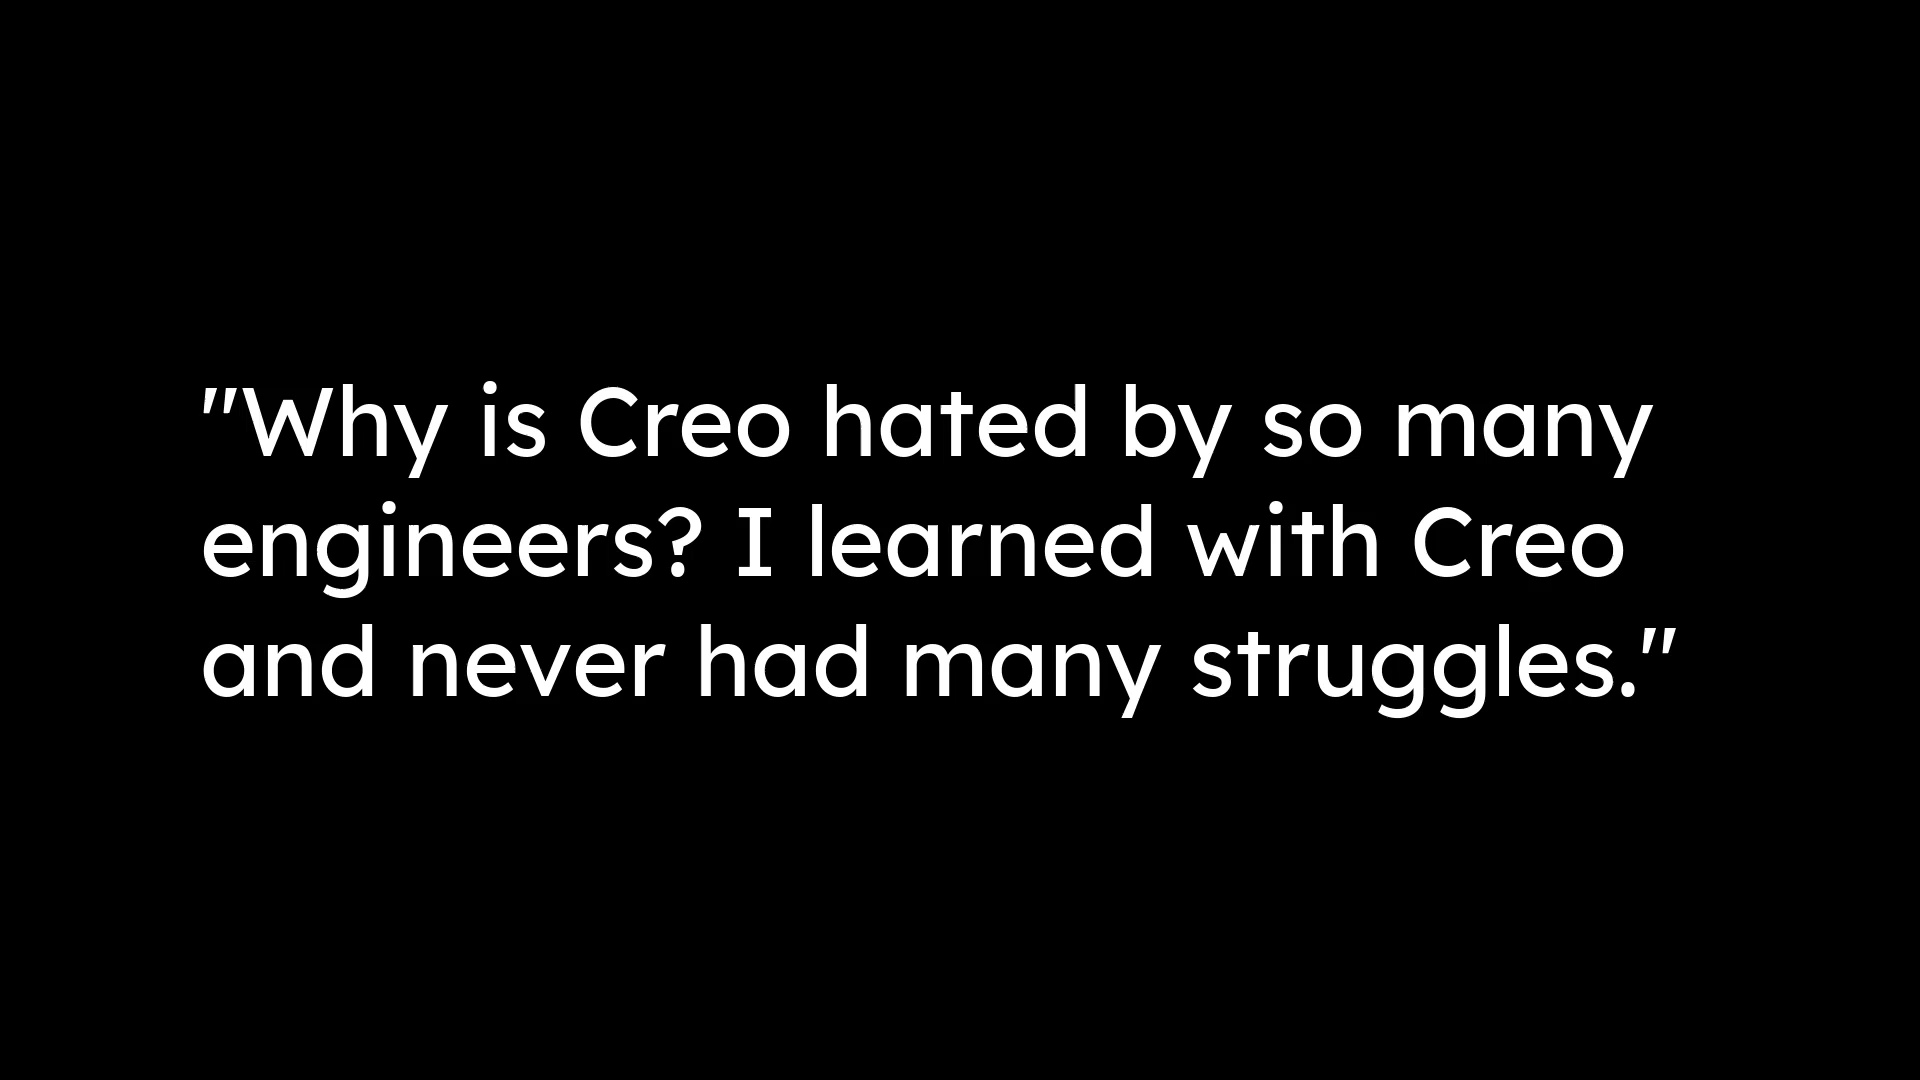 "Why is Creo hated by so many
engineers? I learned with Creo
and never had many struggles."